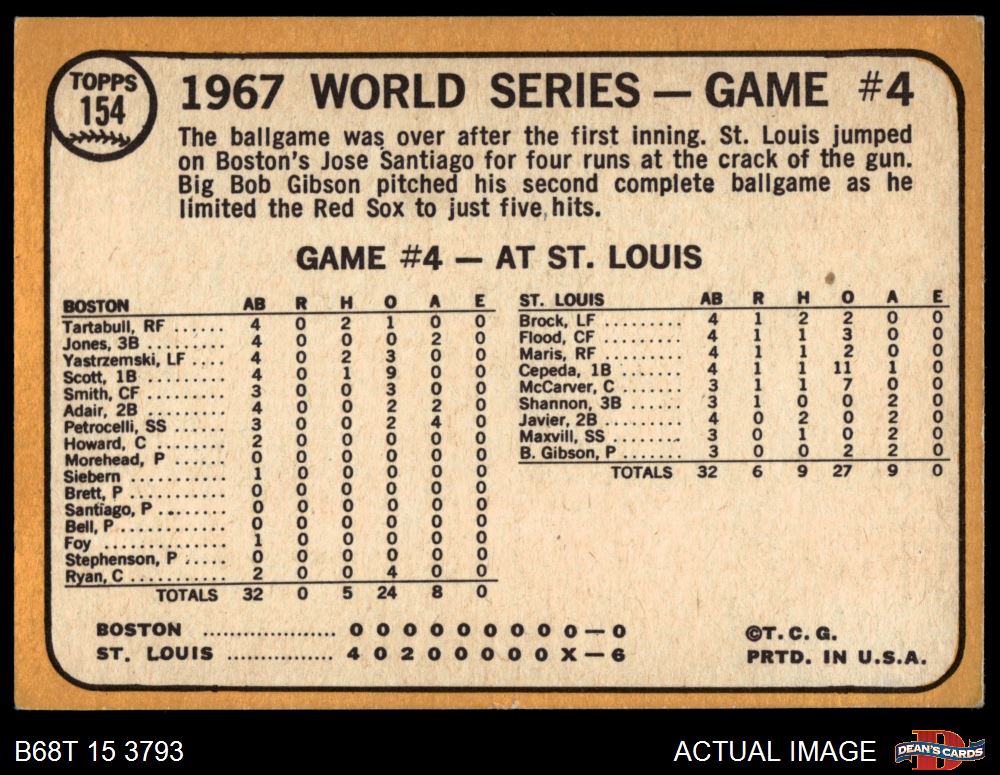 TOPPS
154
1967 WORLD SERIES — GAME #4
The ballgame was over after the first inning. St. Louis jumped
on Boston's Jose Santiago for four runs at the crack of the gun.
Big Bob Gibson pitched his second complete ballgame as he
limited the Red Sox to just five hits.
GAME #4 — AT ST. LOUIS
BOSTON AB R H O A E
Tartabull, RF ...... 4 0 2 1 0 0
Jones, 3B ......... 4 0 0 0 2 0
Yastrzemski, LF .... 4 0 2 3 0 0
Scott, 1B .......... 4 0 1 9 0 0
Smith, CF .......... 3 0 0 3 0 0
Adair, 2B .......... 4 0 0 2 2 0
Petrocelli, SS ...... 3 0 0 2 4 0
Howard, C ......... 2 0 0 0 0 0
Morehead, P ....... 0 0 0 0 0 0
Siebern ............ 1 0 0 0 0 0
Brett, P ............ 0 0 0 0 0 0
Santiago, P ........ 0 0 0 0 0 0
Bell, P ............. 0 0 0 0 0 0
Foy ............... 1 0 0 0 0 0
Stephenson, P ..... 0 0 0 0 0 0
Ryan, C ........... 2 0 0 4 0 0
TOTALS 32 0 5 24 8 0
ST. LOUIS AB R H O A E
Brock, LF .......... 4 1 2 2 0 0
Flood, CF .......... 4 1 1 3 0 0
Maris, RF .......... 4 1 1 2 0 0
Cepeda, 1B ........ 4 1 1 11 1 0
McCarver, C ....... 3 1 1 7 0 0
Shannon, 3B ...... 3 1 0 0 2 0
Javier, 2B ......... 4 0 2 0 2 0
Maxvill, SS ......... 3 0 1 0 2 0
B. Gibson, P ....... 3 0 0 2 2 0
TOTALS 32 6 9 27 9 0
BOSTON .................. 0 0 0 0 0 0 0 0 0 — 0
ST. LOUIS .............. 4 0 2 0 0 0 0 0 X — 6
©T. C. G.
PRTD. IN U.S.A.
B68T 15 3793
ACTUAL IMAGE
D
DEAN'S CARDS